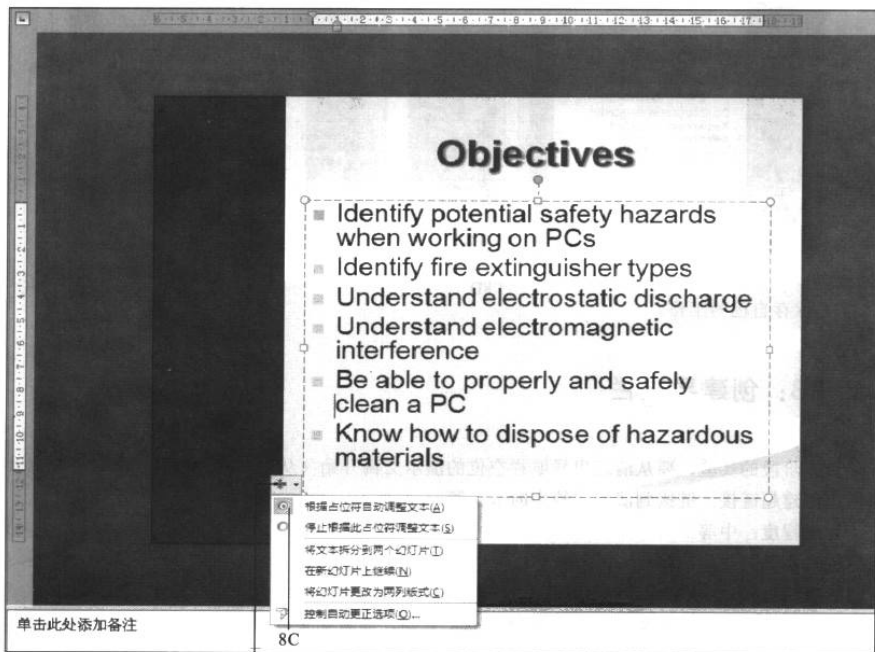 Objectives
Identify potential safety hazards
when working on PCs
Identify fire extinguisher types
Understand electrostatic discharge
Understand electromagnetic
interference
Be able to properly and safely
clean a PC
Know how to dispose of hazardous
materials
根据占位符自动调整文本(A)
停止根据此占位符调整文本(S)
将文本拆分到两个幻灯片(T)
在新幻灯片上继续(N)
将幻灯片更改为两列版式(C)
控制自动更正选项(O)...
单击此处添加备注
8C